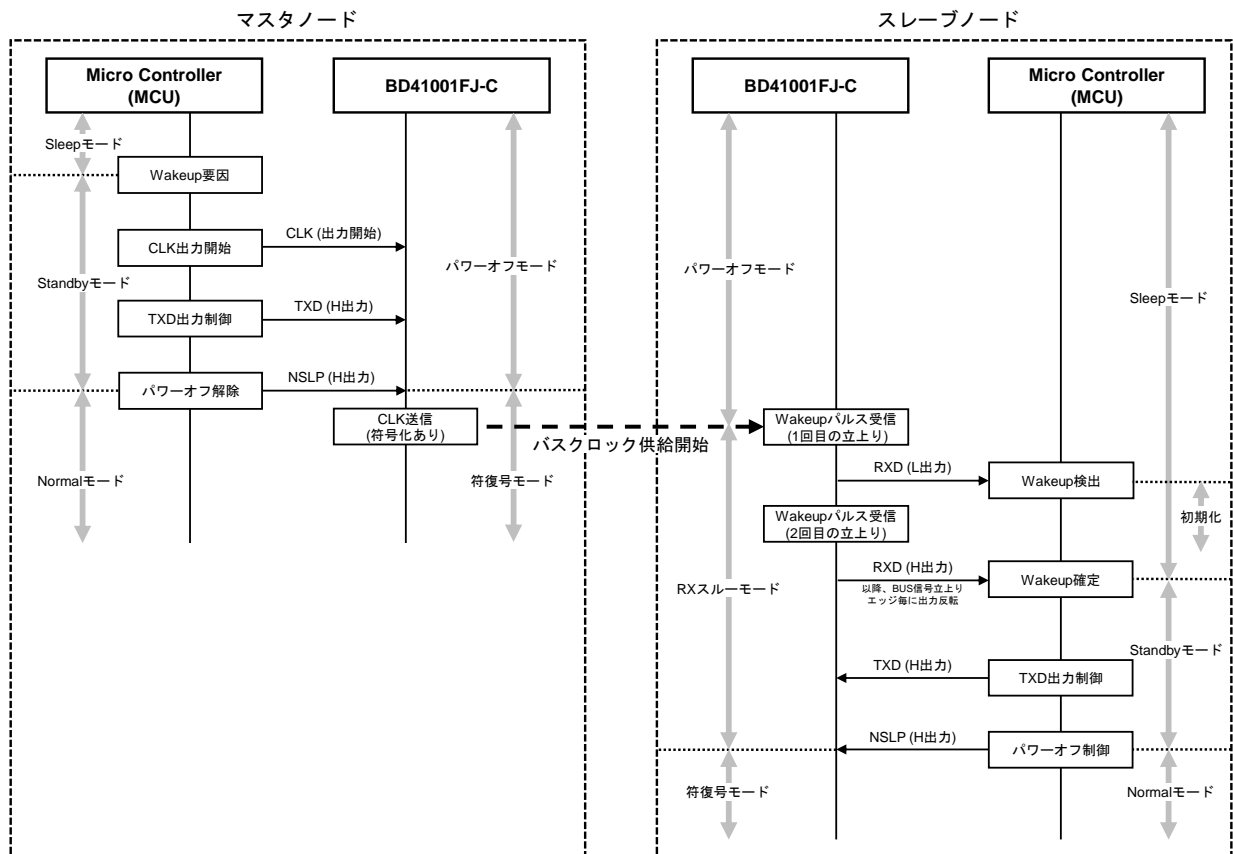 マスタノード
スレーブノード
Micro Controller
(MCU)
BD41001FJ-C
BD41001FJ-C
Micro Controller
(MCU)
Sleepモード
Wakeup要因
CLK出力開始
CLK (出力開始)
Standbyモード
パワーオフモード
TXD出力制御
TXD (H出力)
パワーオフ解除
NSLP (H出力)
CLK送信
(符号化あり)
Normalモード
符復号モード
バスクロック供給開始
パワーオフモード
Sleepモード
Wakeupパルス受信
(1回目の立上り)
RXD (L出力)
Wakeup検出
初期化
Wakeupパルス受信
(2回目の立上り)
RXスルーモード
RXD (H出力)
以降、BUS信号立上り
エッジ毎に出力反転
Wakeup確定
Standbyモード
TXD (H出力)
TXD出力制御
NSLP (H出力)
パワーオフ制御
符復号モード
Normalモード